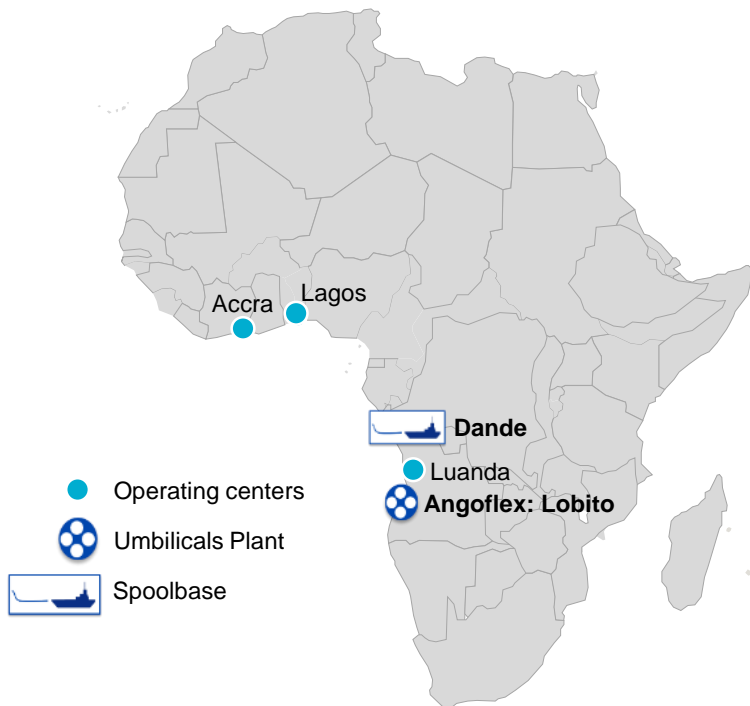 Lagos
Accra
Dande
Luanda
Angoflex: Lobito
Operating centers
Umbilicals Plant
Spoolbase